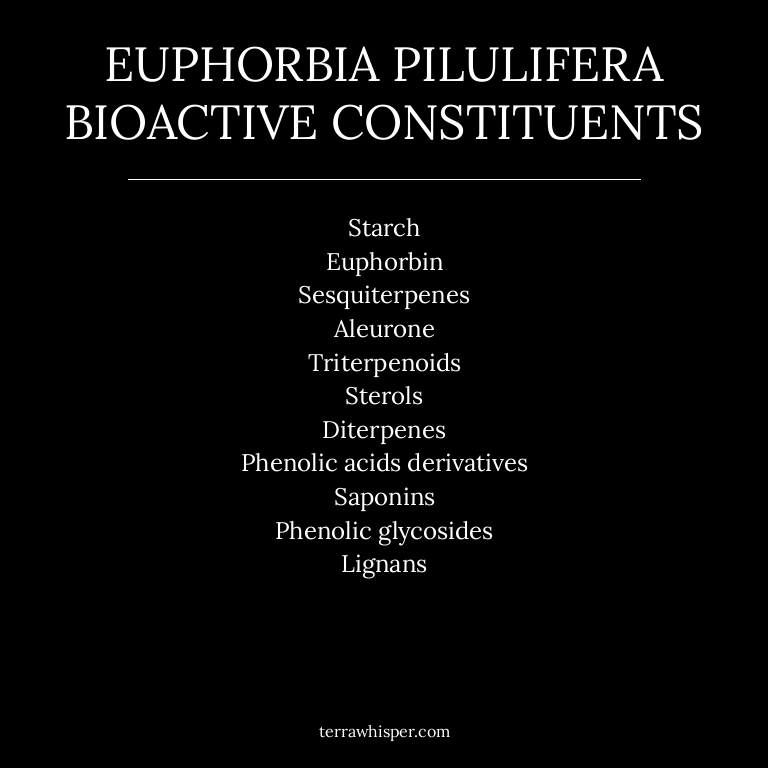 EUPHORBIA PILULIFERA
BIOACTIVE CONSTITUENTS
Starch
Euphorbin
Sesquiterpenes
Aleurone
Triterpenoids
Sterols
Diterpenes
Phenolic acids derivatives
Saponins
Phenolic glycosides
Lignans
terrawhisper.com